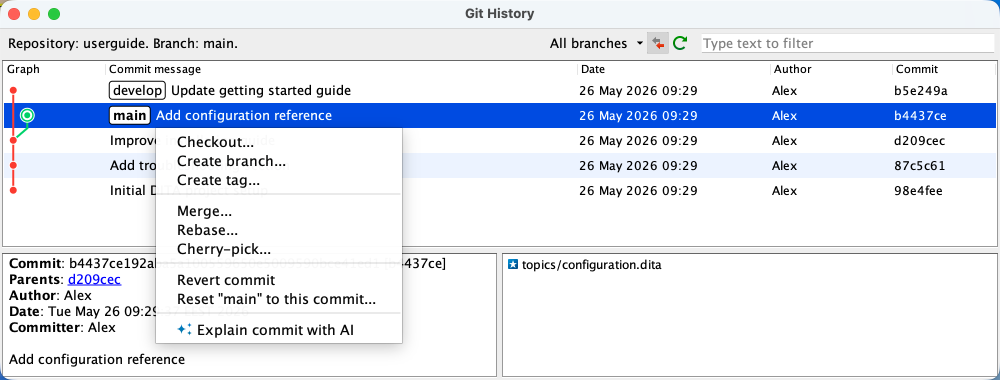 Git History
Repository: userguide. Branch: main.
All branches
Type text to filter
Graph Commit message Date Author Commit
develop Update getting started guide 26 May 2026 09:29 Alex b5e249a
main Add configuration reference 26 May 2026 09:29 Alex b4437ce
Improve 26 May 2026 09:29 Alex d209cec
Add 26 May 2026 09:29 Alex 87c5c61
Initial 26 May 2026 09:29 Alex 98e4fee
Checkout...
Create branch...
Create tag...
Merge...
Rebase...
Cherry-pick...
Revert commit
Reset "main" to this commit...
Explain commit with AI
Commit: b4437ce192a 4437ce]
Parents: d209cec
Author: Alex
Date: Tue May 26 09:29
Committer: Alex
Add configuration reference
topics/configuration.dita